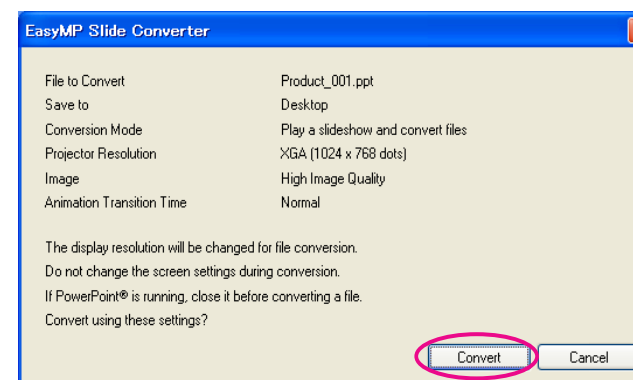 EasyMP Slide Converter
File to Convert Product_001.ppt
Save to Desktop
Conversion Mode Play a slideshow and convert files
Projector Resolution XGA (1024 x 768 dots)
Image High Image Quality
Animation Transition Time Normal
The display resolution will be changed for file conversion.
Do not change the screen settings during conversion.
If PowerPoint® is running, close it before converting a file.
Convert using these settings?
Convert Cancel